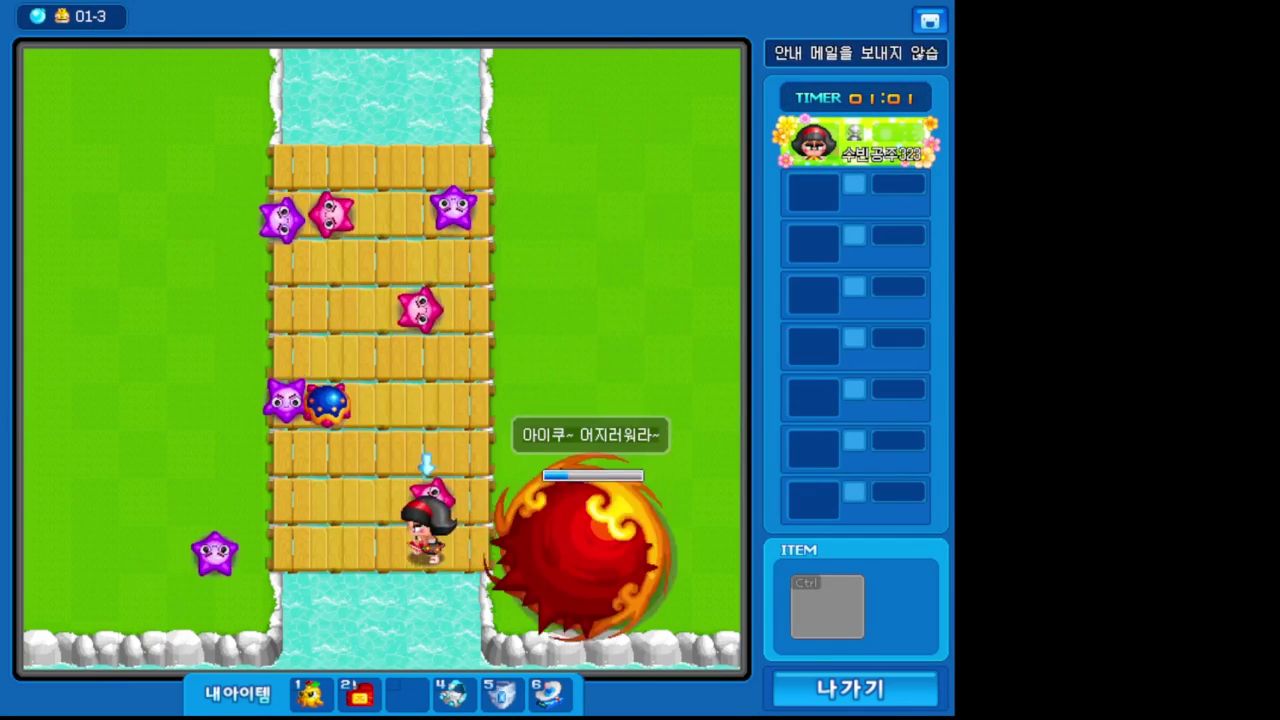 01-3
안내 메일을 보내지 않습
TIMER 01:01
수빈공주323
아이쿠~ 어지러워라~
ITEM
Ctrl
내아이템
1
2
4
5
6
나가기